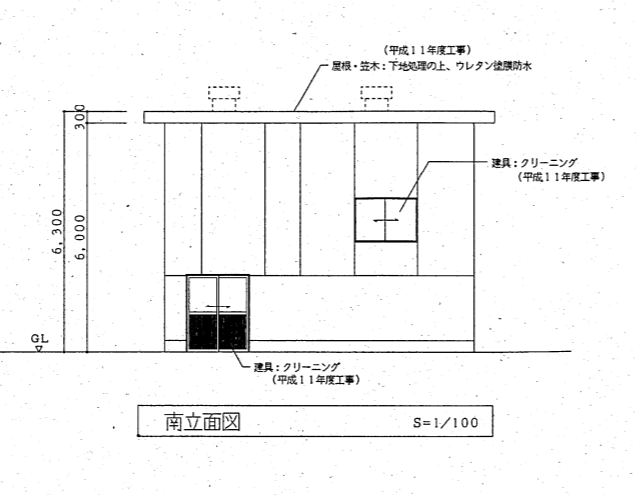 (平成11年度工事)
屋根・笠木：下地処理の上、ウレタン塗膜防水
300
建具：クリーニング
(平成11年度工事)
6,300
6,000
GL
建具：クリーニング
(平成11年度工事)
南立面図 S=1/100